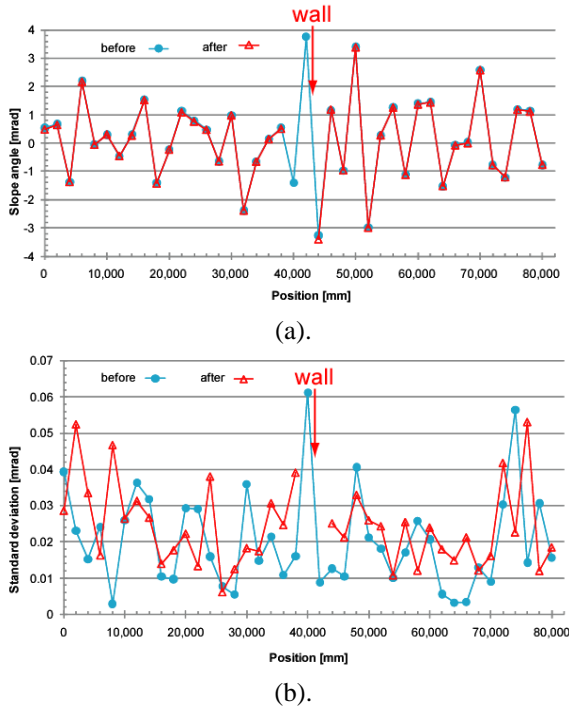 wall
before after
Slope angle [mrad]
4
3
2
1
0
-1
-2
-3
-4
0 10,000 20,000 30,000 40,000 50,000 60,000 70,000 80,000
Position [mm]
(a).
0.07
0.06
0.05
0.04
0.03
0.02
0.01
0
before after
wall
Standard deviation [mrad]
0 10,000 20,000 30,000 40,000 50,000 60,000 70,000 80,000
Position [mm]
(b).